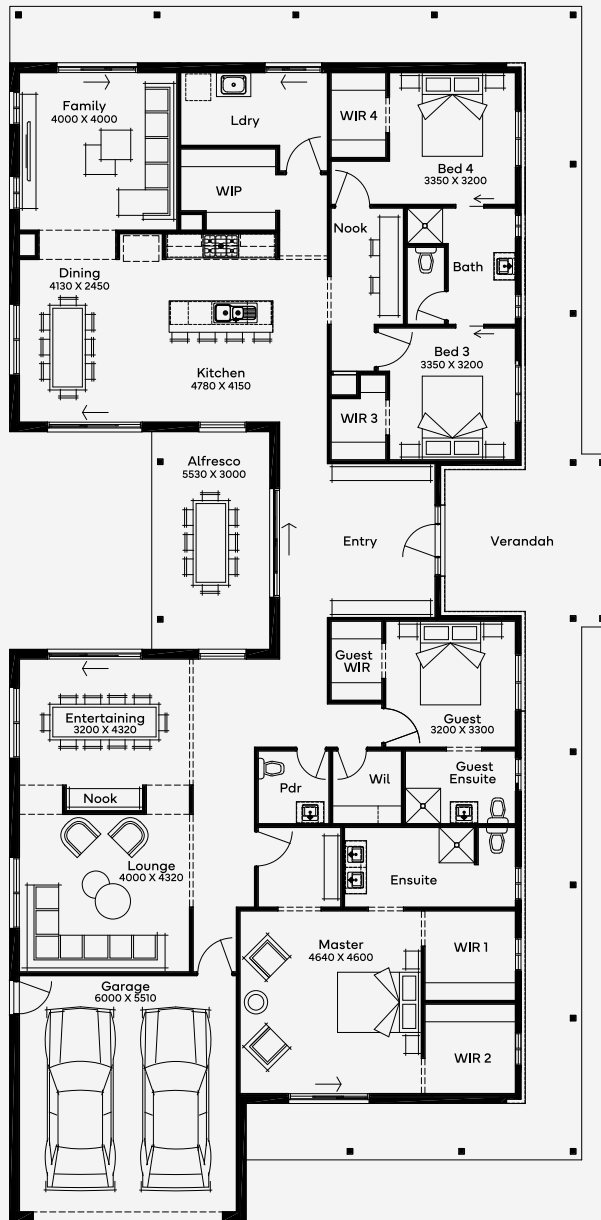 Family
4000 X 4000
Ldry
WIR 4
Bed 4
3350 X 3200
WIP
Nook
Bath
Dining
4130 X 2450
Kitchen
4780 X 4150
Bed 3
3350 X 3200
WIR 3
Alfresco
5530 X 3000
Entry
Verandah
Guest
WIR
Guest
3200 X 3300
Entertaining
3200 X 4320
Nook
Pdr
Wil
Guest
Ensuite
Lounge
4000 X 4320
Ensuite
Master
4640 X 4600
WIR 1
Garage
6000 X 5510
WIR 2